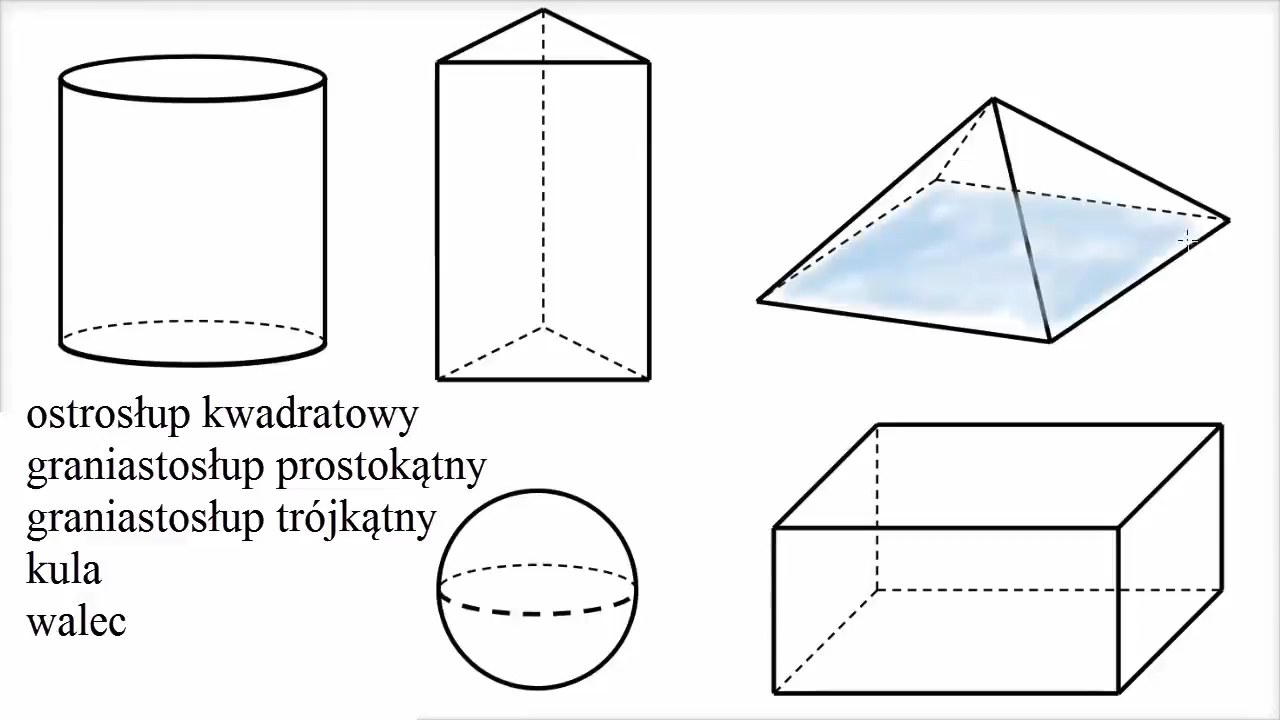 ostrosłup kwadratowy
graniastosłup prostokątny
graniastosłup trójkątny
kula
walec